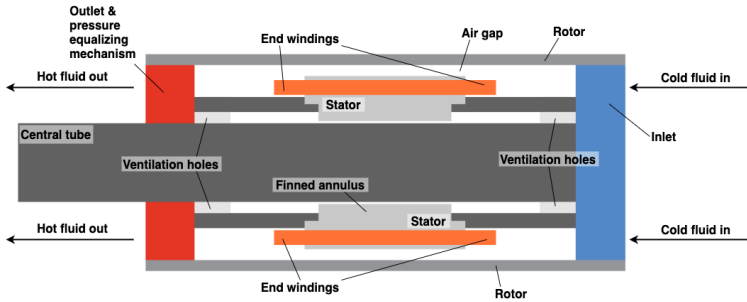 Outlet &
pressure
equalizing
mechanism
End windings
Air gap
Rotor
Hot fluid out
Cold fluid in
Stator
Central tube
Inlet
Ventilation holes
Ventilation holes
Finned annulus
Hot fluid out
Stator
Cold fluid in
End windings
Rotor